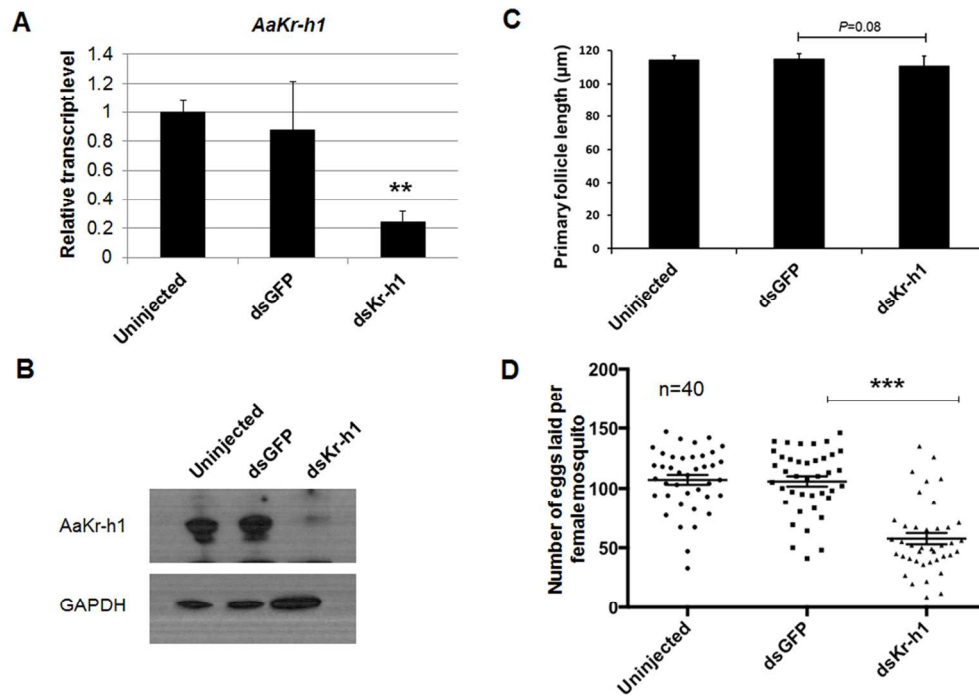 A
AaKr-h1
Relative transcript level
1.4
1.2
1
0.8
0.6
0.4
0.2
0
**
Uninjected
dsGFP
dsKr-h1
B
Uninjected
dsGFP
dsKr-h1
AaKr-h1
GAPDH
C
P=0.08
Primary follicle length (µm)
120
100
80
60
40
20
0
Uninjected
dsGFP
dsKr-h1
D
Number of eggs laid per
female mosquito
200
150
100
50
0
n=40
***
Uninjected
dsGFP
dsKr-h1